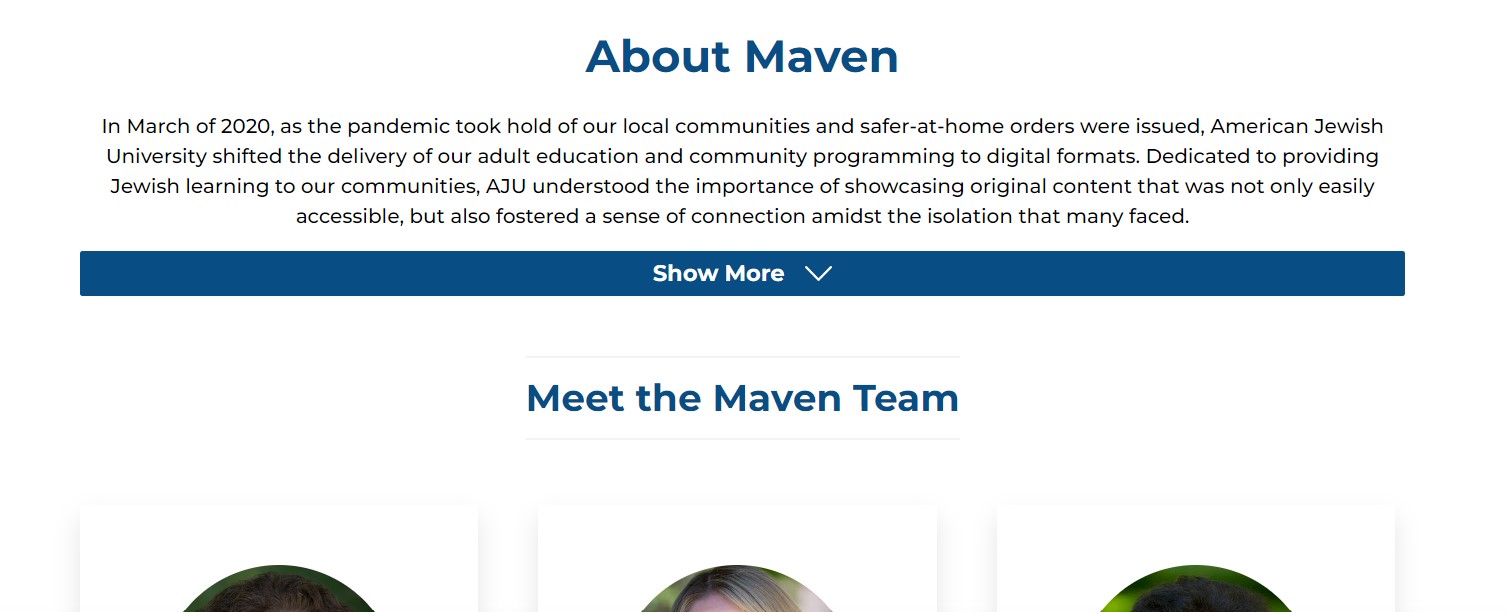 About Maven
In March of 2020, as the pandemic took hold of our local communities and safer-at-home orders were issued, American Jewish
University shifted the delivery of our adult education and community programming to digital formats. Dedicated to providing
Jewish learning to our communities, AJU understood the importance of showcasing original content that was not only easily
accessible, but also fostered a sense of connection amidst the isolation that many faced.
Show More
Meet the Maven Team